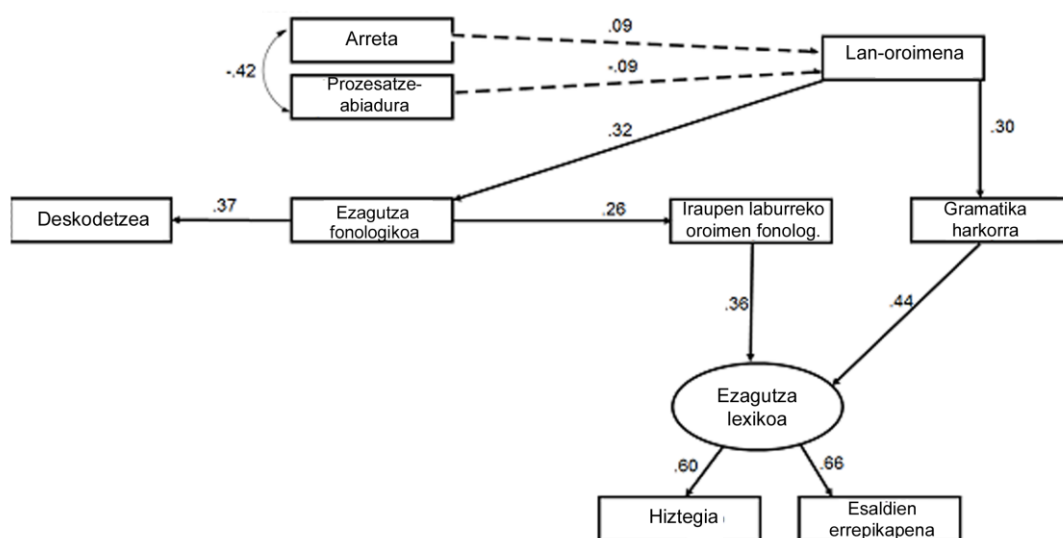 Arreta
.09
Lan-oroimena
-.42
Prozesatze-
abiadura
-.09
.32
.30
Deskodetzea
.37
Ezagutza
fonologikoa
.26
Iraupen laburreko
oroimen fonolog.
Gramatika
harkorra
.36
.44
Ezagutza
lexikoa
.60
.66
Hiztegia
Esaldien
errepikapena